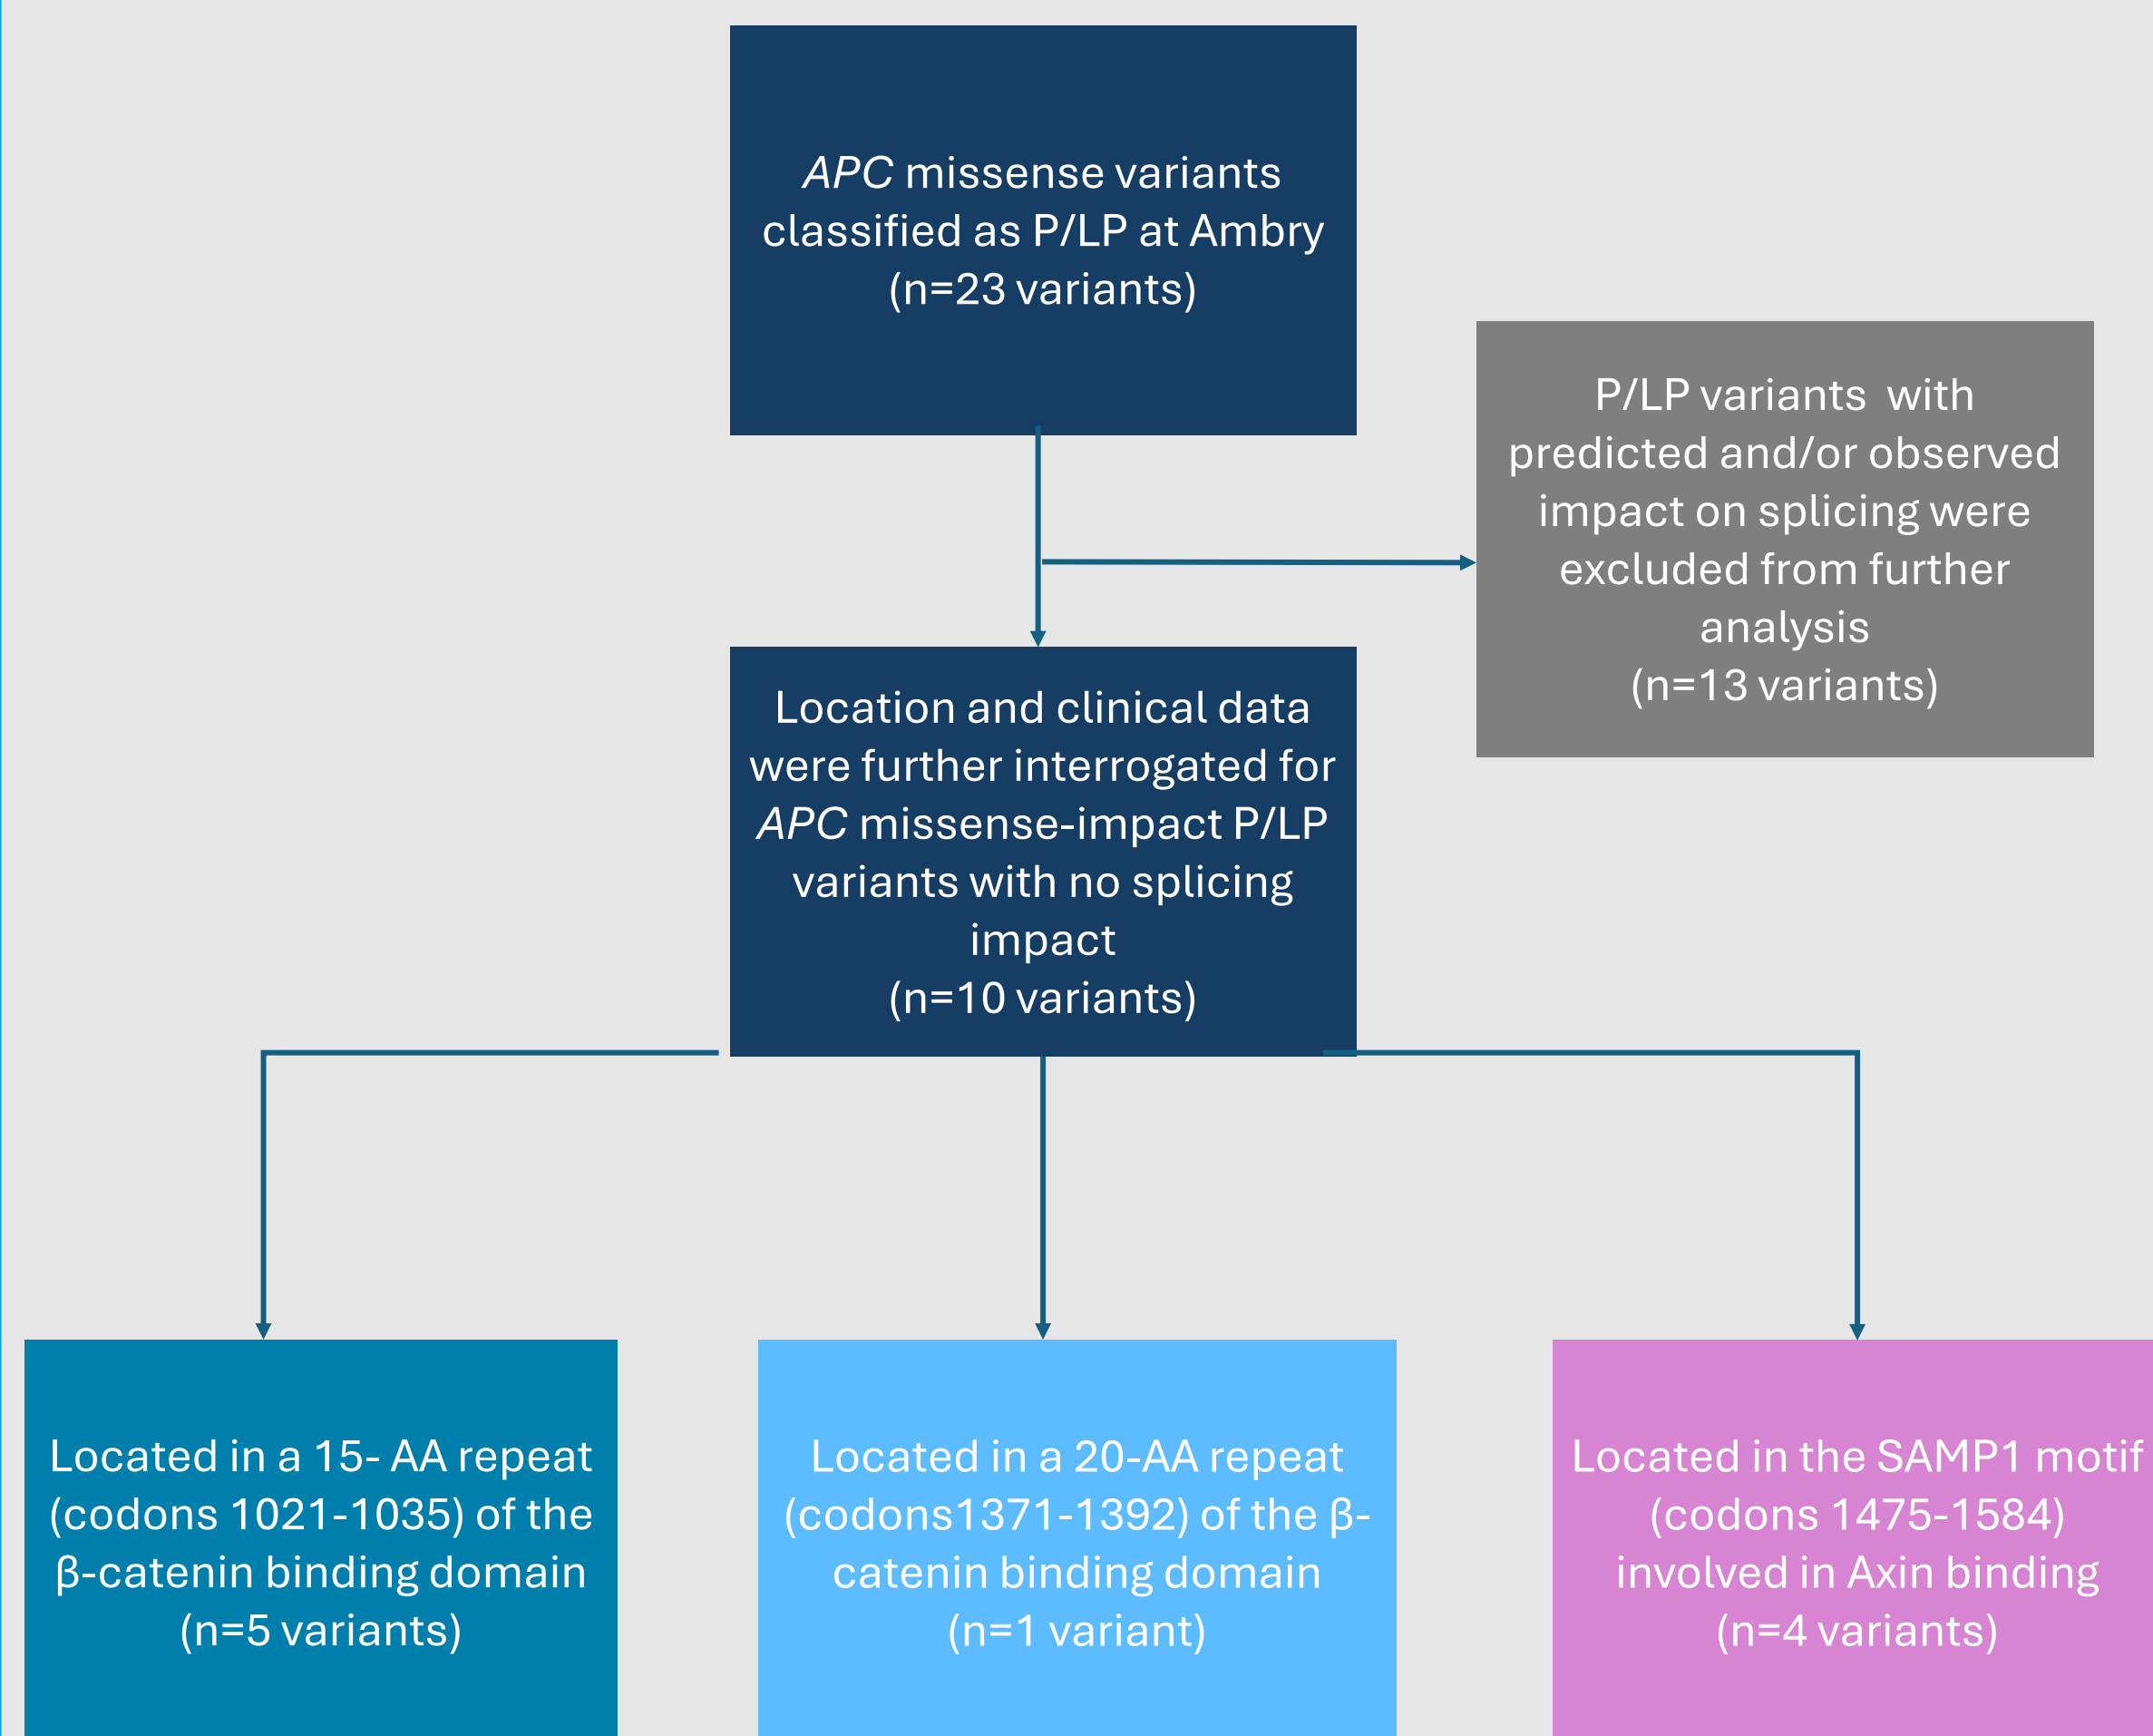 APC missense variants
classified as P/LP at Ambry
(n=23 variants)
P/LP variants  with
predicted and/or observed
impact on splicing were
excluded from further
analysis
(n=13 variants)
Location and clinical data
were further interrogated for
APC missense-impact P/LP
variants with no splicing
impact
(n=10 variants)
Located in a 15- AA repeat
(codons 1021-1035) of the
β-catenin binding domain
(n=5 variants)
Located in a 20-AA repeat
(codons1371-1392) of the β-
catenin binding domain
(n=1 variant)
Located in the SAMP1 motif
(codons 1475-1584)
involved in Axin binding
(n=4 variants)